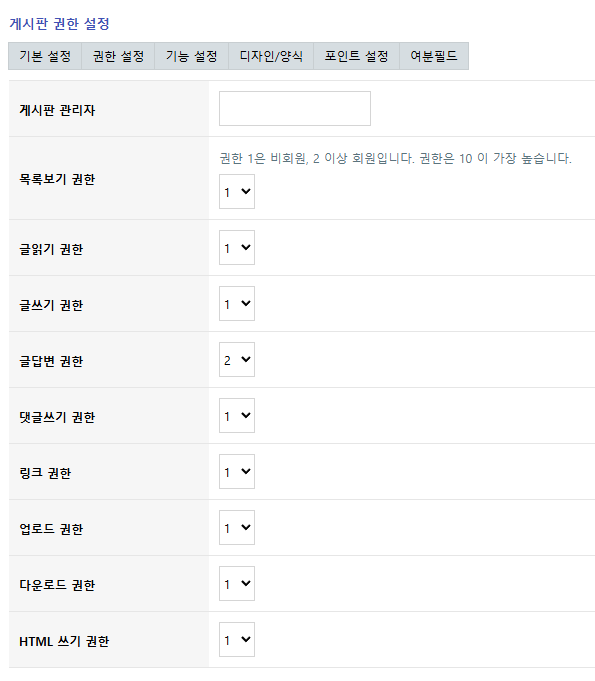 게시판 권한 설정
기본 설정 권한 설정 기능 설정 디자인/양식 포인트 설정 여분필드
게시판 관리자
권한 1은 비회원, 2 이상 회원입니다. 권한은 10 이 가장 높습니다.
목록보기 권한 1
글읽기 권한 1
글쓰기 권한 1
글답변 권한 2
댓글쓰기 권한 1
링크 권한 1
업로드 권한 1
다운로드 권한 1
HTML 쓰기 권한 1